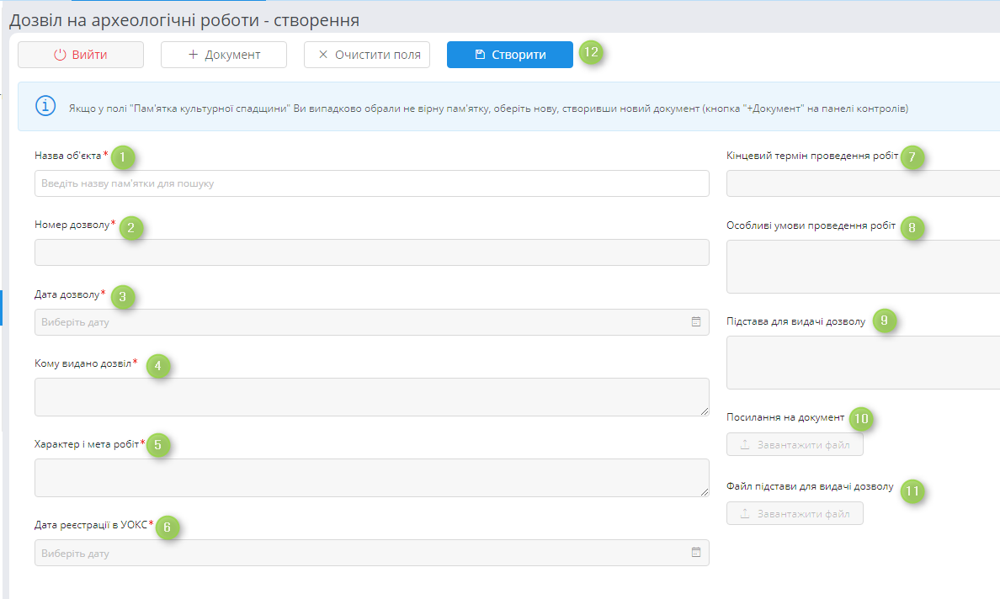 Дозвіл на археологічні роботи - створення
Вийти
+ Документ
× Очистити поля
Створити
12
Якщо у полі "Пам'ятка культурної спадщини" Ви випадково обрали не вірну пам'ятку, оберіть нову, створивши новий документ (кнопка "+Документ" на панелі контролів)
Назва об'єкта* 1
Введіть назву пам'ятки для пошуку
Номер дозволу* 2
Дата дозволу* 3
Виберіть дату
Кому видано дозвіл* 4
Характер і мета робіт* 5
Дата реєстрації в УОКС* 6
Виберіть дату
Кінцевий термін проведення робіт 7
Особливі умови проведення робіт 8
Підстава для видачі дозволу 9
Посилання на документ 10
Завантажити файл
Файл підстави для видачі дозволу 11
Завантажити файл